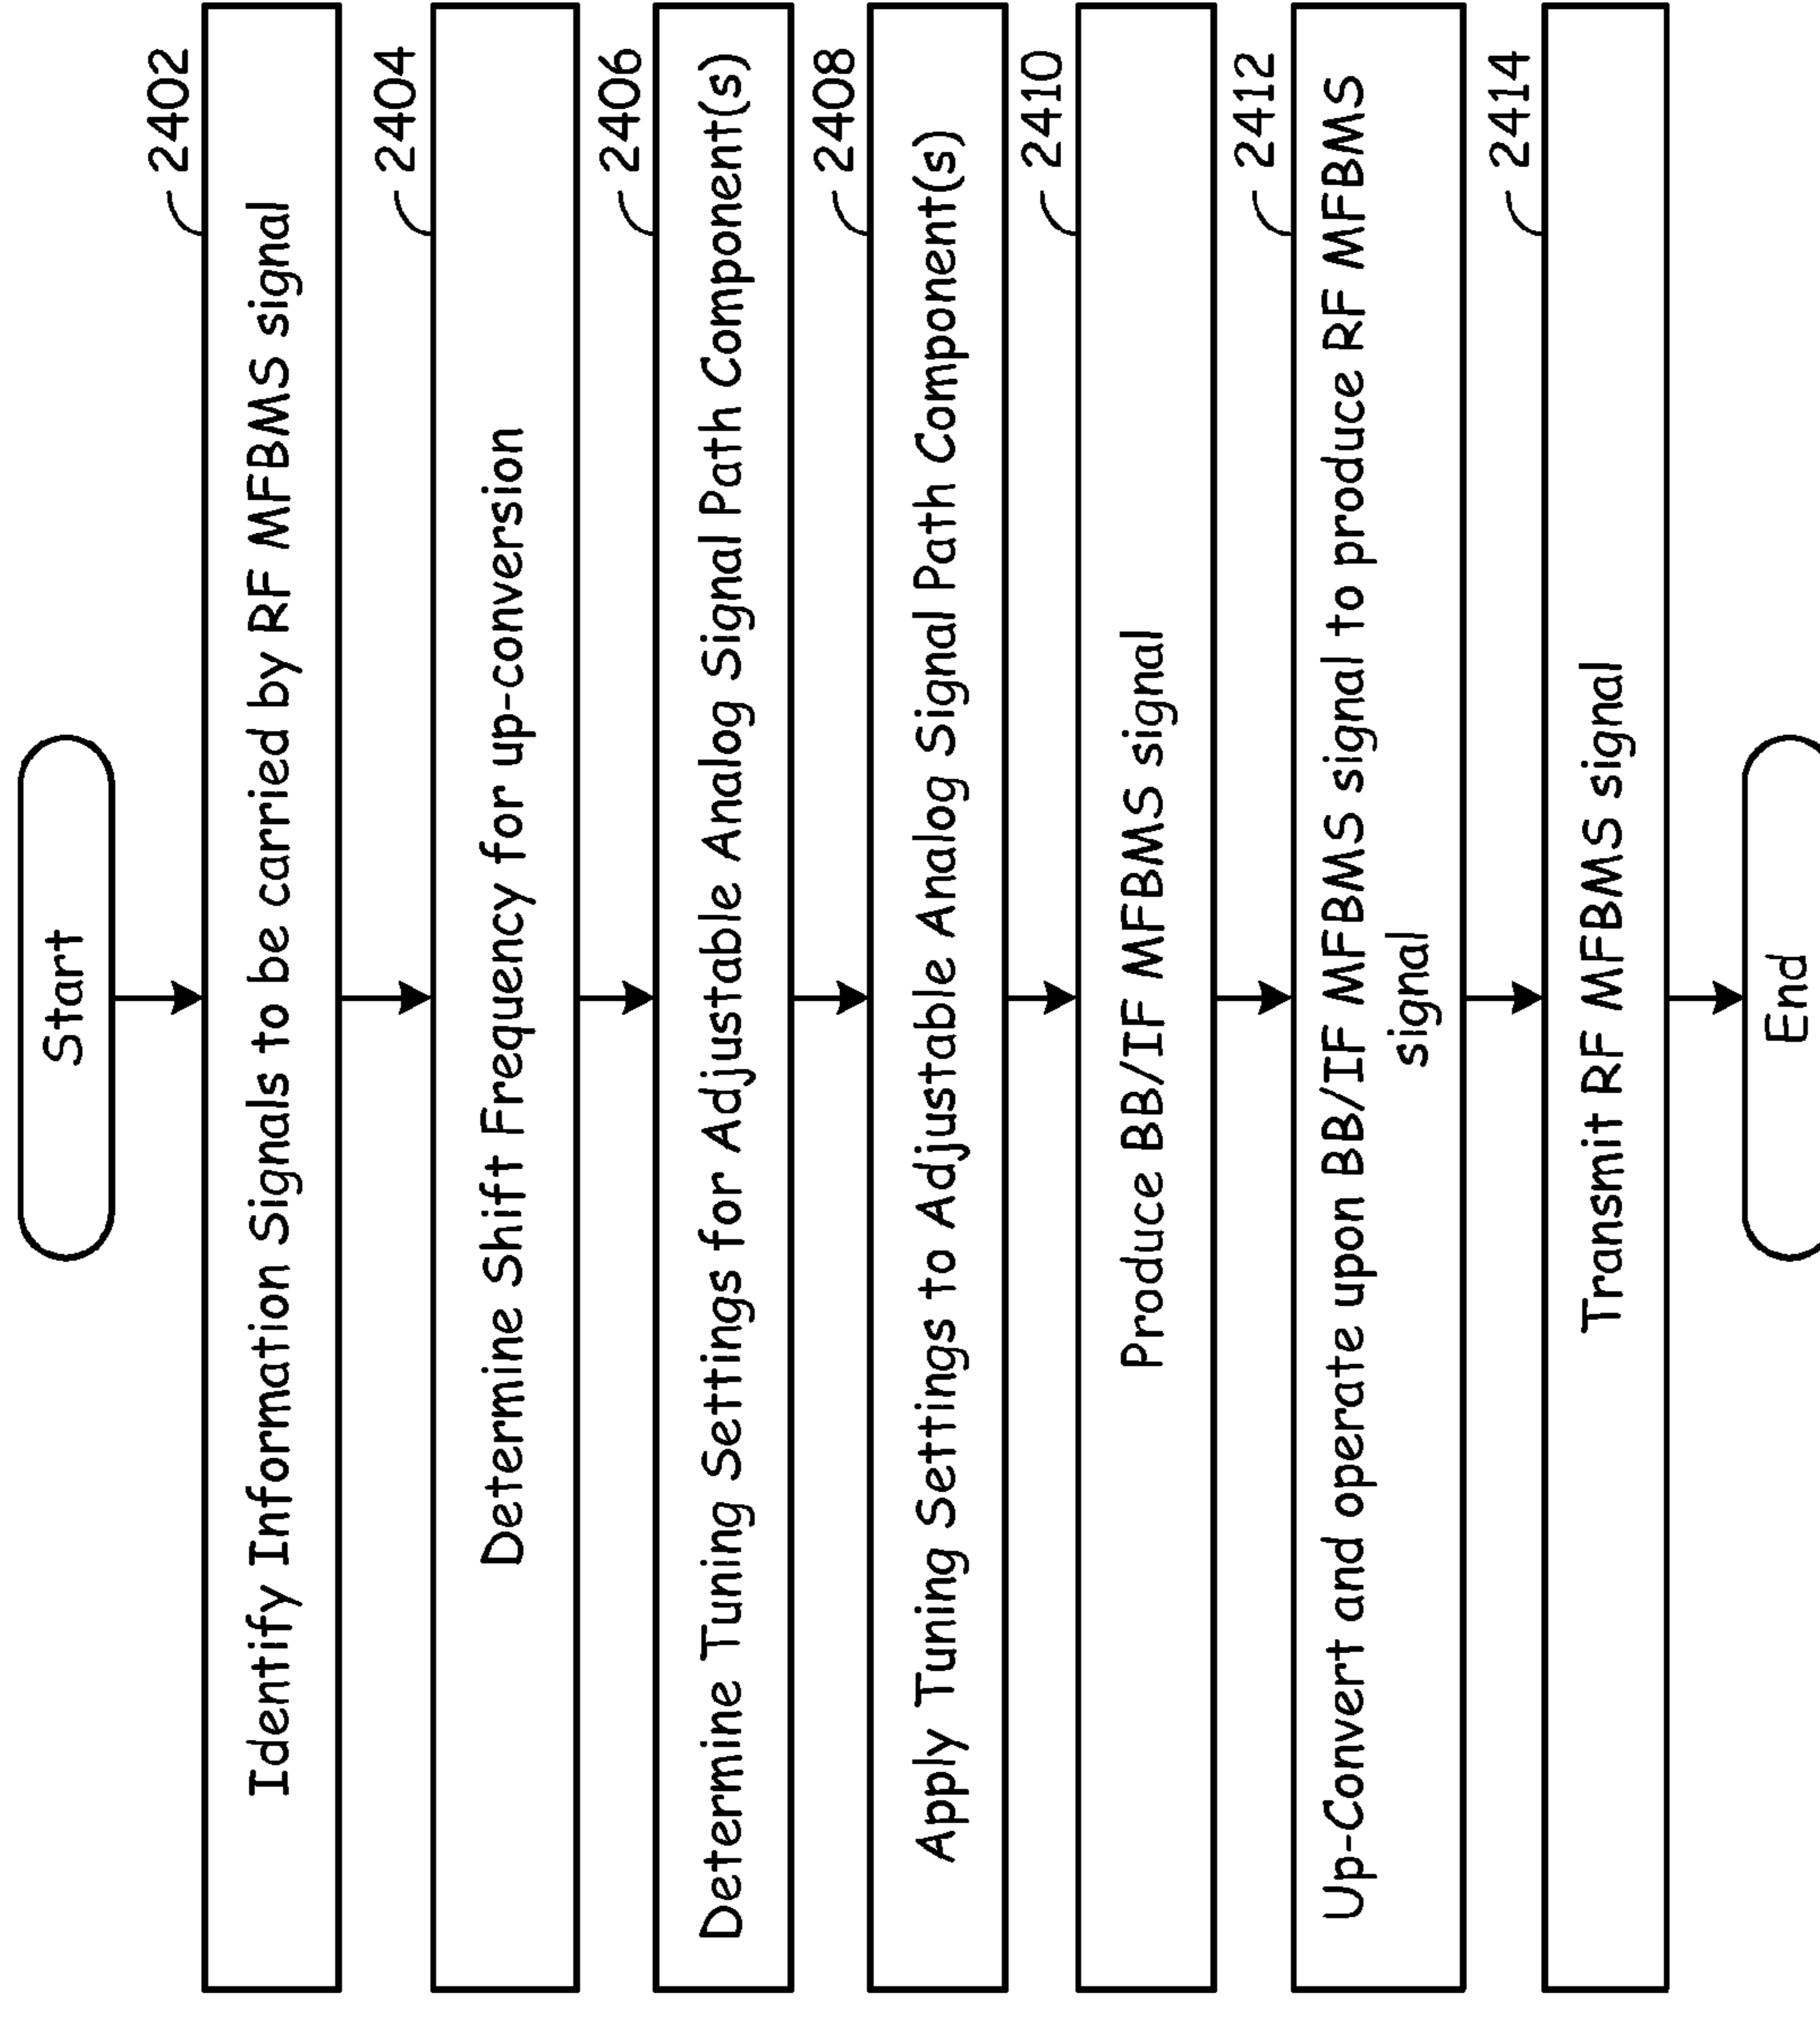 Start
2402
Identify Information Signals to be carried by RF MFBMS signal
2404
Determine Shift Frequency for up-conversion
2406
Determine Tuning Settings for Adjustable Analog Signal Path Component(s)
2408
Apply Tuning Settings to Adjustable Analog Signal Path Component(s)
2410
Produce BB/IF MFBMS signal
2412
Up-Convert and operate upon BB/IF MFBMS signal to produce RF MFBMS
signal
2414
Transmit RF MFBMS signal
End